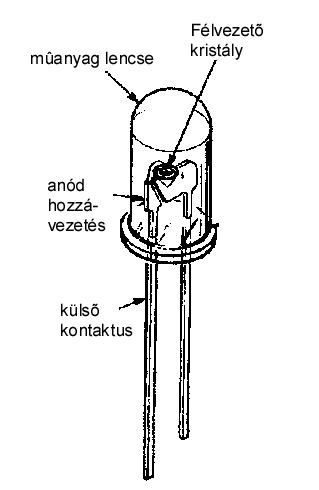 Félvezetõ
kristály
mûanyag lencse
anód
hozzá-
vezetés
külsõ
kontaktus